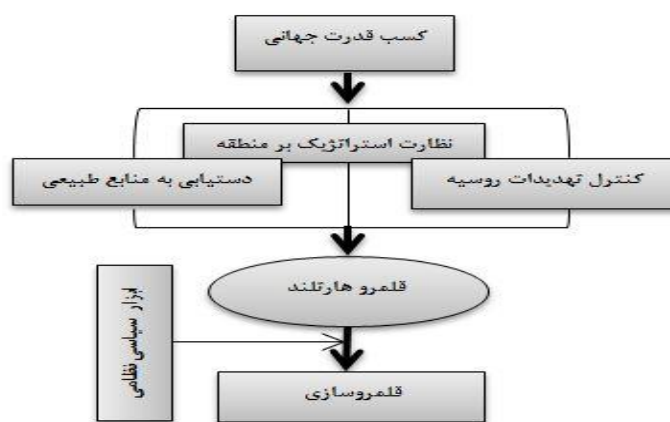 کسب قدرت جهانی
نظارت استراتژیک بر منطقه
کنترل تهدیدات روسیه
دستیابی به منابع طبیعی
قلمرو هارتلند
ابزار سیاسی نظامی
قلمروسازی